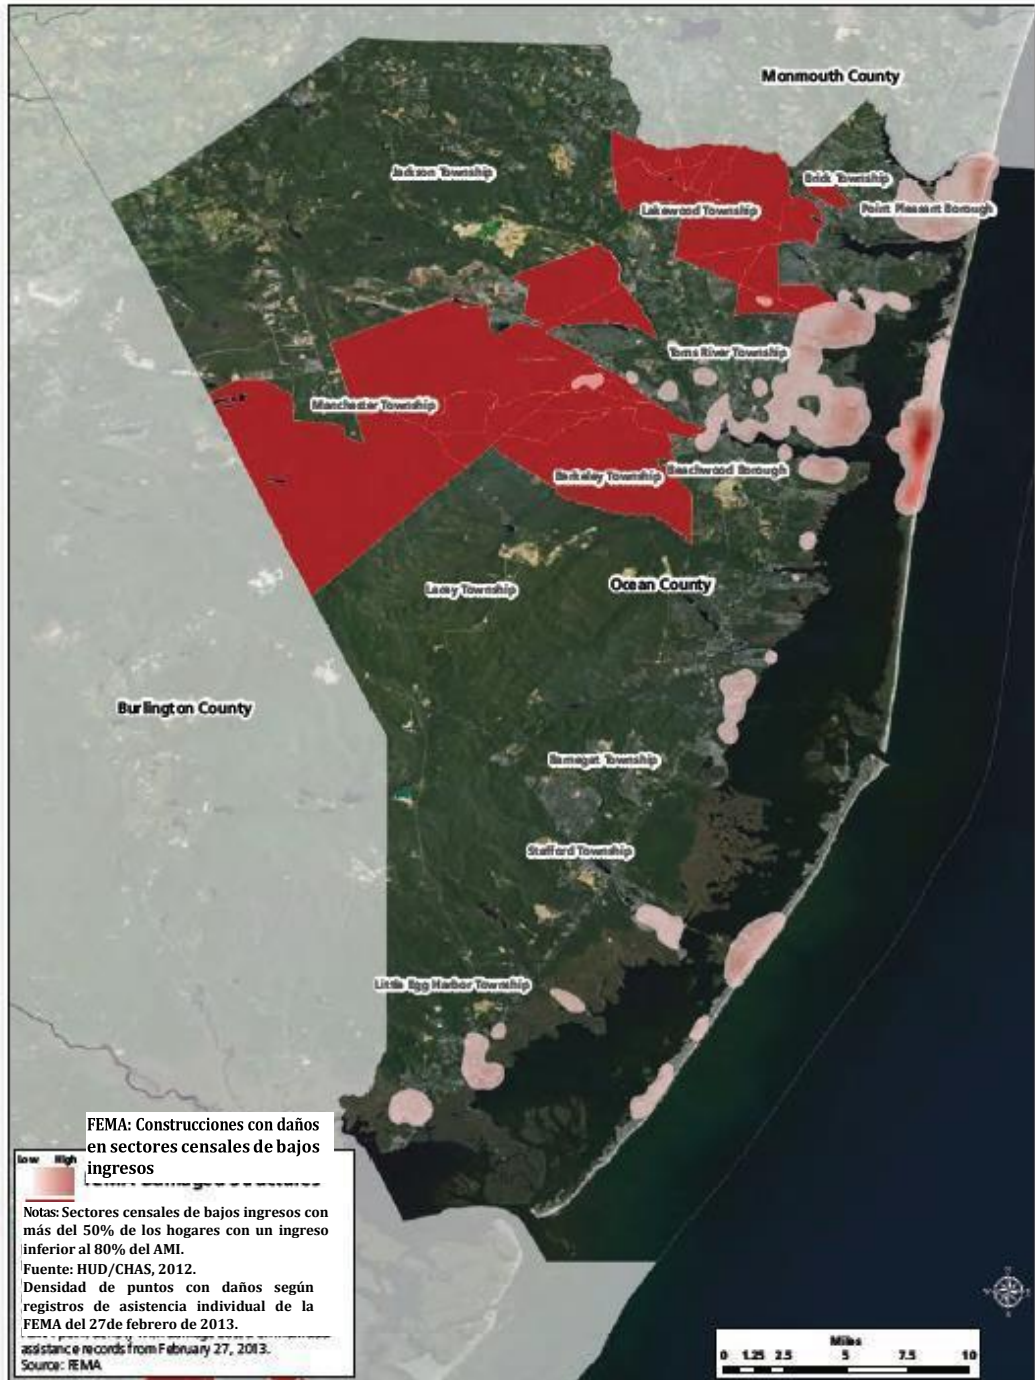 Monmouth County
Jackson Township
Brick Township
Lakewood Township
Point Pleasant Borough
Toms River Township
Manchester Township
Beachwood Borough
Berkeley Township
Ocean County
Lacey Township
Burlington County
Barnegat Township
Stafford Township
Little Egg Harbor Township
FEMA: Construcciones con daños
en sectores censales de bajos
ingresos
Low High
Notas: Sectores censales de bajos ingresos con
más del 50% de los hogares con un ingreso
inferior al 80% del AMI.
Fuente: HUD/CHAS, 2012.
Densidad de puntos con daños según
registros de asistencia individual de la
FEMA del 27de febrero de 2013.
assistance records from February 27, 2013.
Source: FEMA
Miles
0 1.25 2.5 5 7.5 10